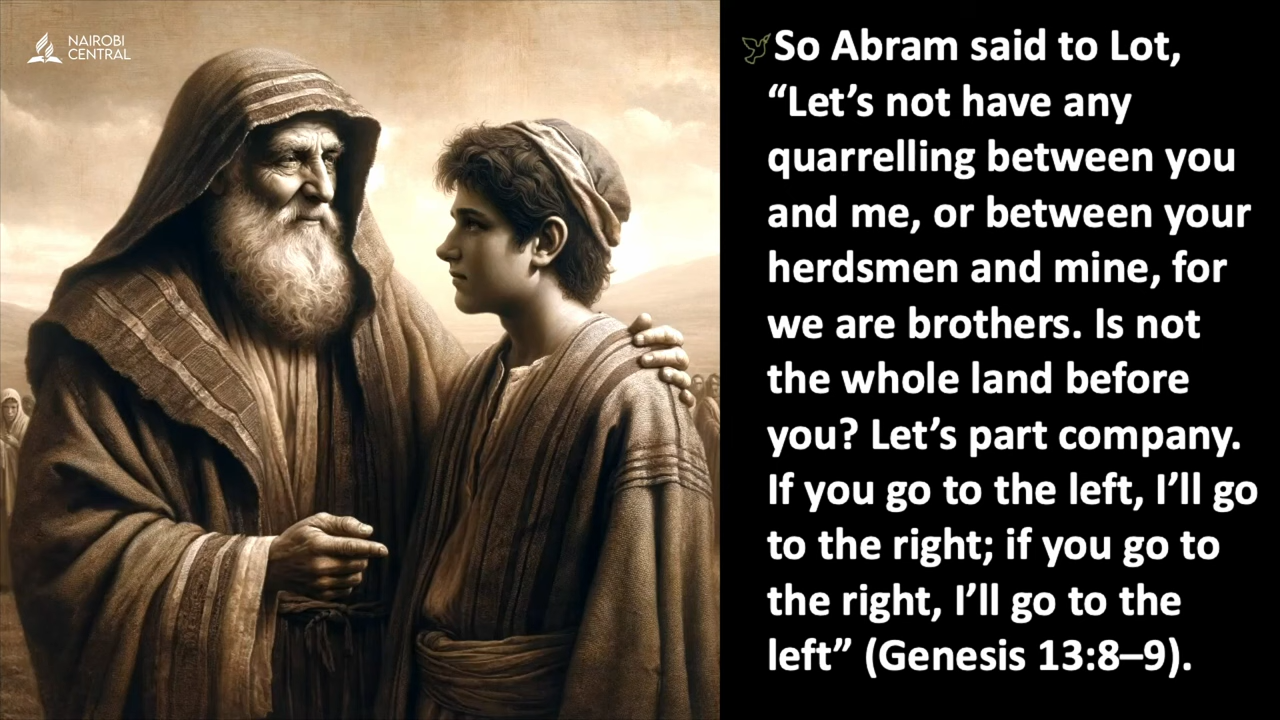 NAIROBI
CENTRAL
So Abram said to Lot,
“Let’s not have any
quarrelling between you
and me, or between your
herdsmen and mine, for
we are brothers. Is not
the whole land before
you? Let’s part company.
If you go to the left, I’ll go
to the right; if you go to
the right, I’ll go to the
left” (Genesis 13:8–9).